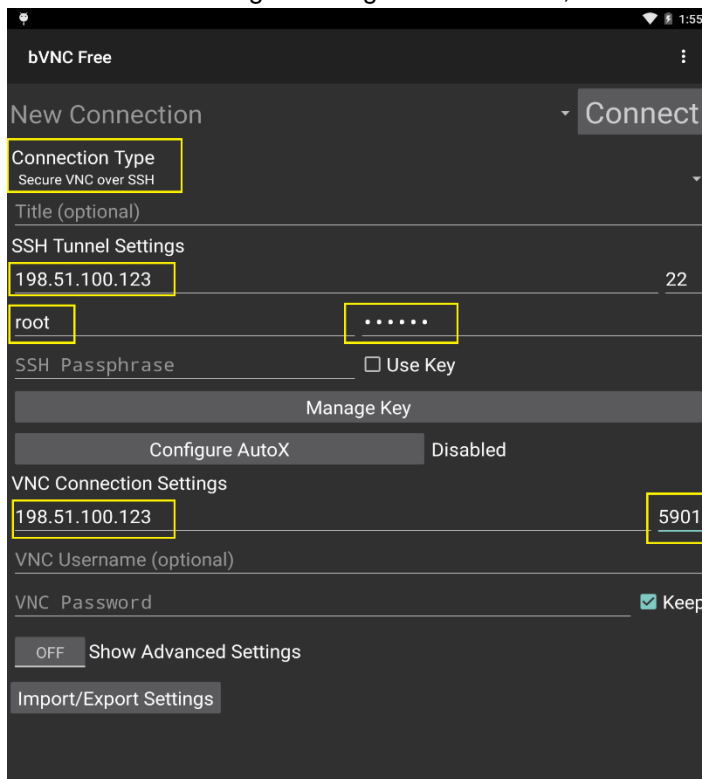 1:55
bVNC Free
New Connection Connect
Connection Type
Secure VNC over SSH
Title (optional)
SSH Tunnel Settings
198.51.100.123 22
root ••••••
SSH Passphrase Use Key
Manage Key
Configure AutoX Disabled
VNC Connection Settings
198.51.100.123 5901
VNC Username (optional)
VNC Password Keep
OFF Show Advanced Settings
Import/Export Settings